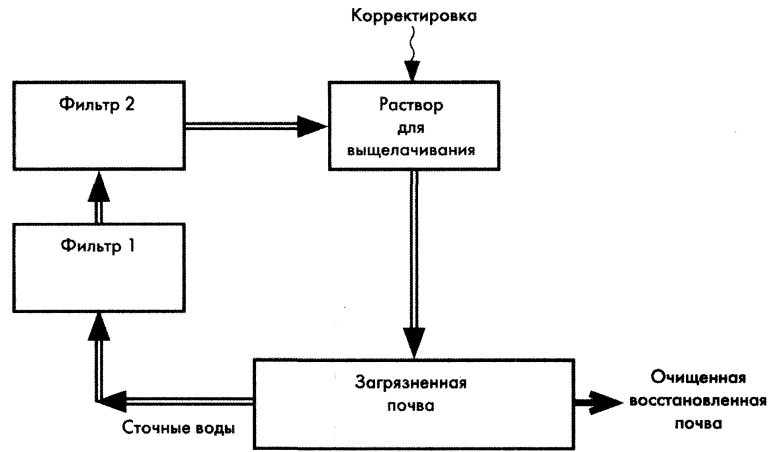 Корректировка
Фильтр 2
Раствор
для
выщелачивания
Фильтр 1
Загрязненная
почва
Очищенная
восстановленная
почва
Сточные воды